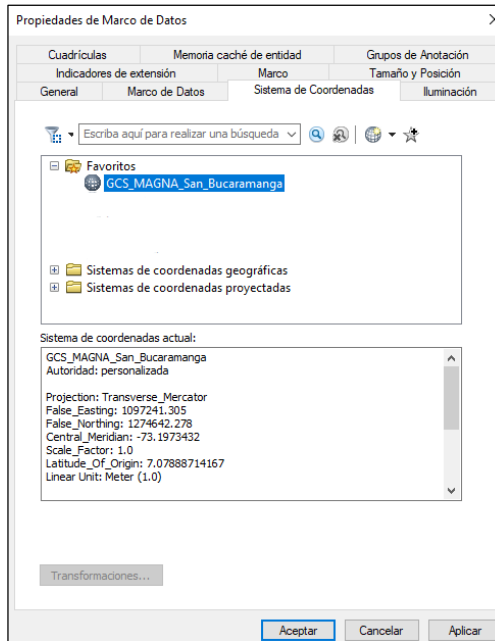 Propiedades de Marco de Datos
Cuadrículas Memoria caché de entidad Grupos de Anotación
Indicadores de extensión Marco Tamaño y Posición
General Marco de Datos Sistema de Coordenadas Iluminación
Escriba aquí para realizar una búsqueda
Favoritos
GCS_MAGNA_San_Bucaramanga
Sistemas de coordenadas geográficas
Sistemas de coordenadas proyectadas
Sistema de coordenadas actual:
GCS_MAGNA_San_Bucaramanga
Autoridad: personalizada
Projection: Transverse_Mercator
False_Easting: 1097241.305
False_Northing: 1274642.278
Central_Meridian: -73.1973432
Scale_Factor: 1.0
Latitude_Of_Origin: 7.07888714167
Linear Unit: Meter (1.0)
Transformaciones...
Aceptar Cancelar Aplicar